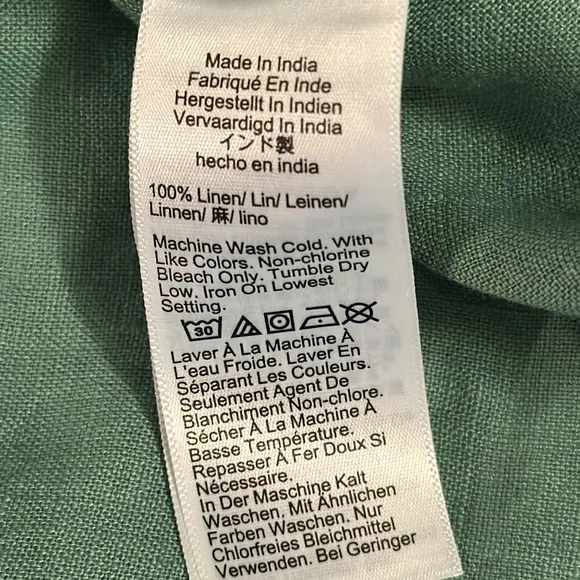 Made In India
Fabriqué En Inde
Hergestellt In Indien
Vervaardigd In India
インド製
hecho en india
100% Linen/ Lin/ Leinen/
Linnen/ 麻/ lino
Machine Wash Cold. With
Like Colors. Non-chlorine
Bleach Only. Tumble Dry
Low. Iron On Lowest
Setting.
30
Laver À La Machine À
L'eau Froide. Laver En
Séparant Les Couleurs.
Seulement Agent De
Blanchiment Non-chlore.
Sécher À La Machine À
Basse Température.
Repasser À Fer Doux Si
Nécessaire.
In Der Maschine Kalt
Waschen. Mit Ähnlichen
Farben Waschen. Nur
Chlorfreies Bleichmittel
Verwenden. Bei Geringer